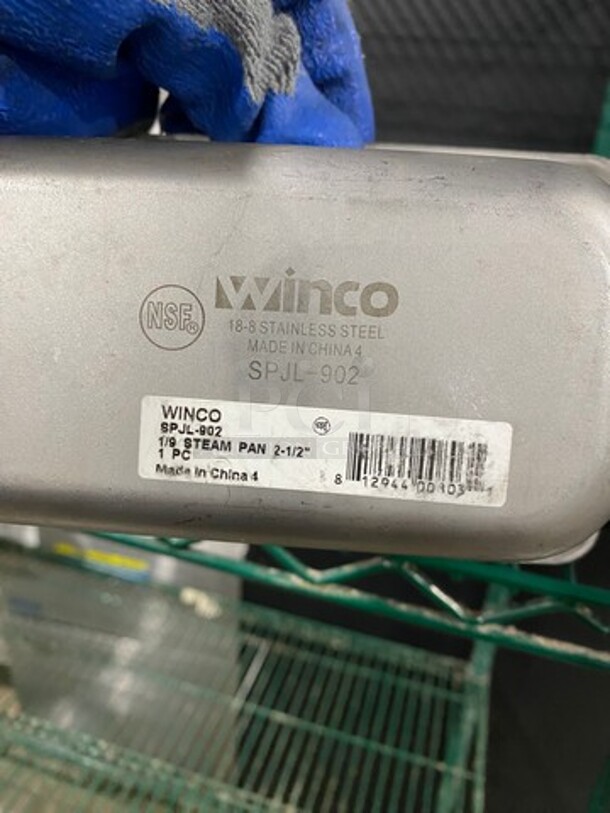 NSF®
Winco
18-8 STAINLESS STEEL
MADE IN CHINA 4
SPJL-902
WINCO
SPJL-902
1/9 STEAM PAN 2-1/2"
1 PC
Made in China 4
8 12944 00103